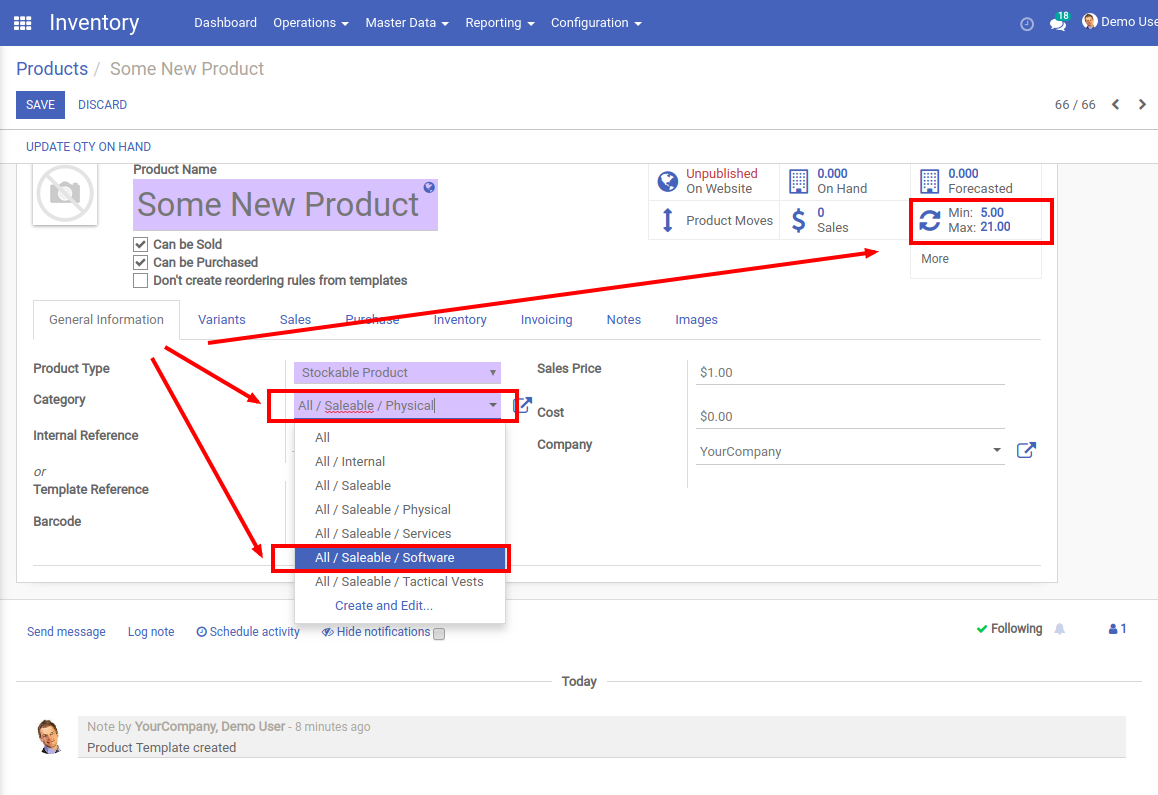 Inventory Dashboard Operations Master Data Reporting Configuration 18 Demo Use
Products / Some New Product
SAVE DISCARD 66 / 66
UPDATE QTY ON HAND
Product Name
Some New Product
Unpublished On Website
0.000 On Hand
0.000 Forecasted
Product Moves
0 Sales
Min: 5.00
Max: 21.00
More
Can be Sold
Can be Purchased
Don't create reordering rules from templates
General Information Variants Sales Purchase Inventory Invoicing Notes Images
Product Type Stockable Product
Category All / Saleable / Physical
Internal Reference
or
Template Reference
Barcode
All
All / Internal
All / Saleable
All / Saleable / Physical
All / Saleable / Services
All / Saleable / Software
All / Saleable / Tactical Vests
Create and Edit...
Sales Price $1.00
Cost $0.00
Company YourCompany
Send message Log note Schedule activity Hide notifications Following 1
Today
Note by YourCompany, Demo User - 8 minutes ago
Product Template created